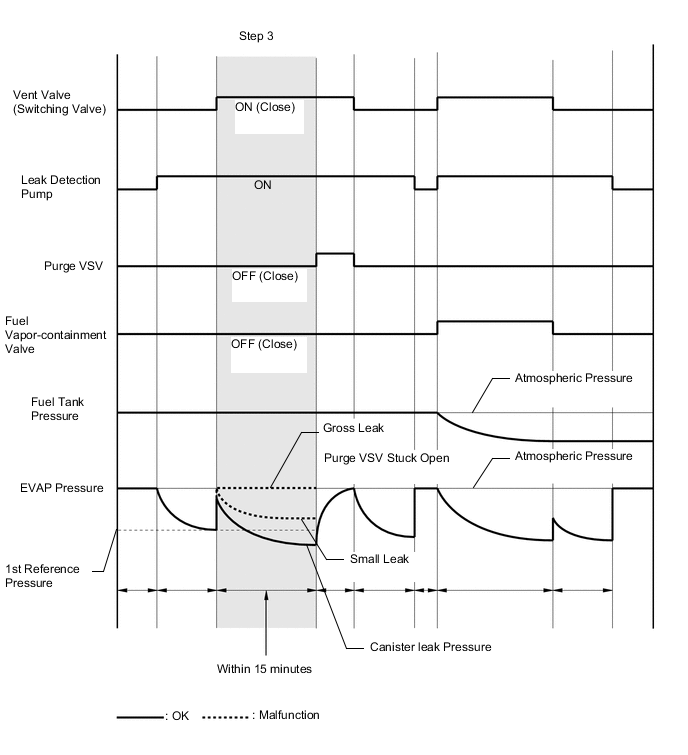 Step 3
Vent Valve
(Switching Valve)
ON (Close)
Leak Detection
Pump
ON
Purge VSV
OFF (Close)
Fuel
Vapor-containment
Valve
OFF (Close)
Atmospheric Pressure
Fuel Tank
Pressure
Gross Leak
Purge VSV Stuck Open
Atmospheric Pressure
EVAP Pressure
Small Leak
1st Reference
Pressure
Canister leak Pressure
Within 15 minutes
: OK
: Malfunction